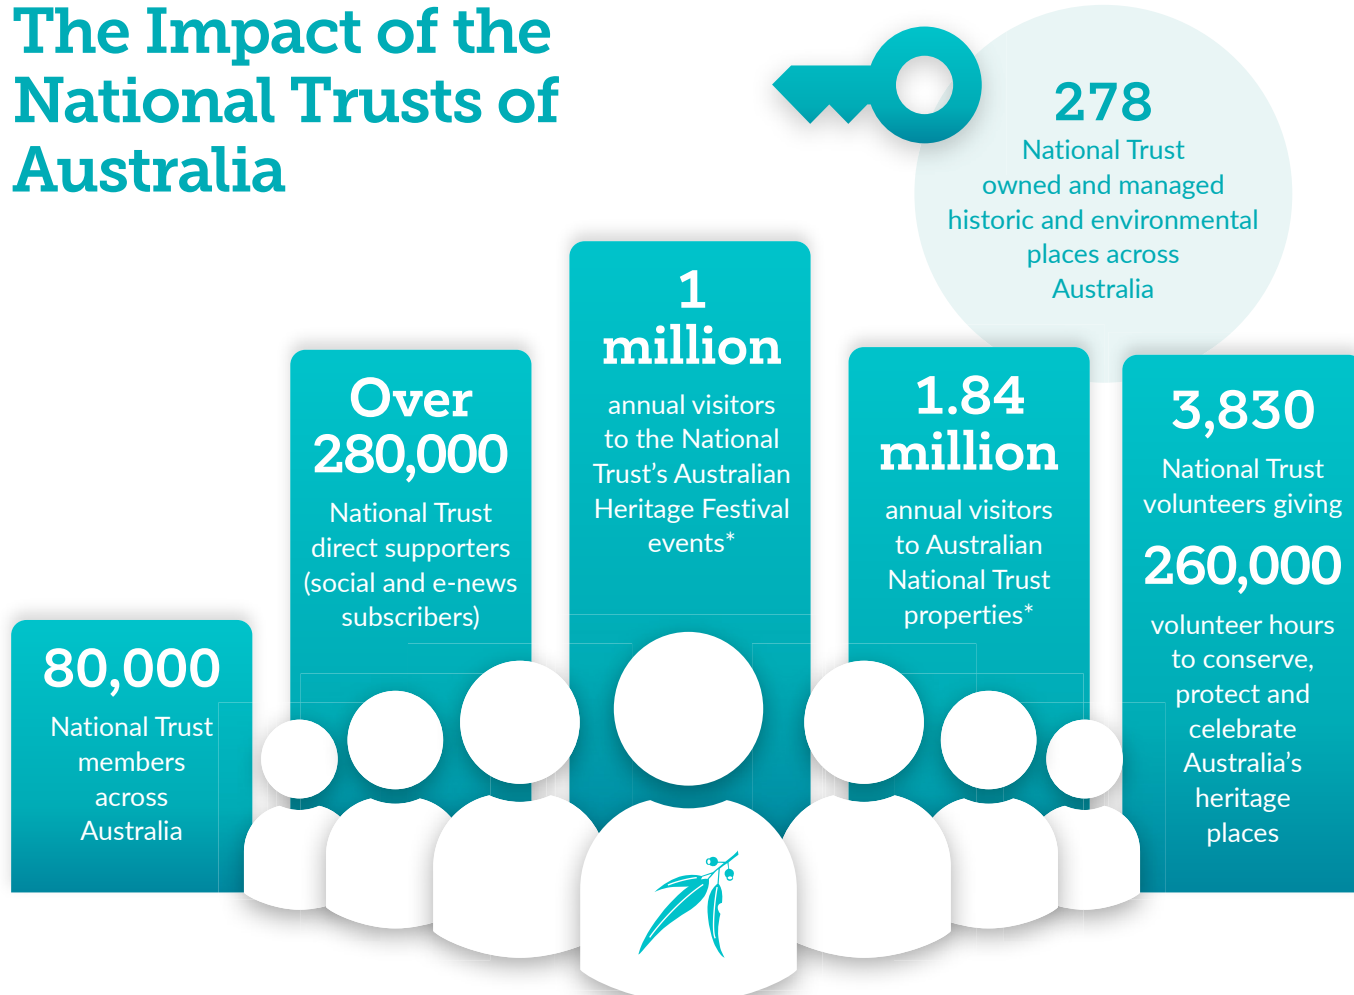 The Impact of the
National Trusts of
Australia
278
National Trust
owned and managed
historic and environmental
places across
Australia
80,000
National Trust
members
across
Australia
Over
280,000
National Trust
direct supporters
(social and e-news
subscribers)
1
million
annual visitors
to the National
Trust’s Australian
Heritage Festival
events*
1.84
million
annual visitors
to Australian
National Trust
properties*
3,830
National Trust
volunteers giving
260,000
volunteer hours
to conserve,
protect and
celebrate
Australia’s
heritage
places